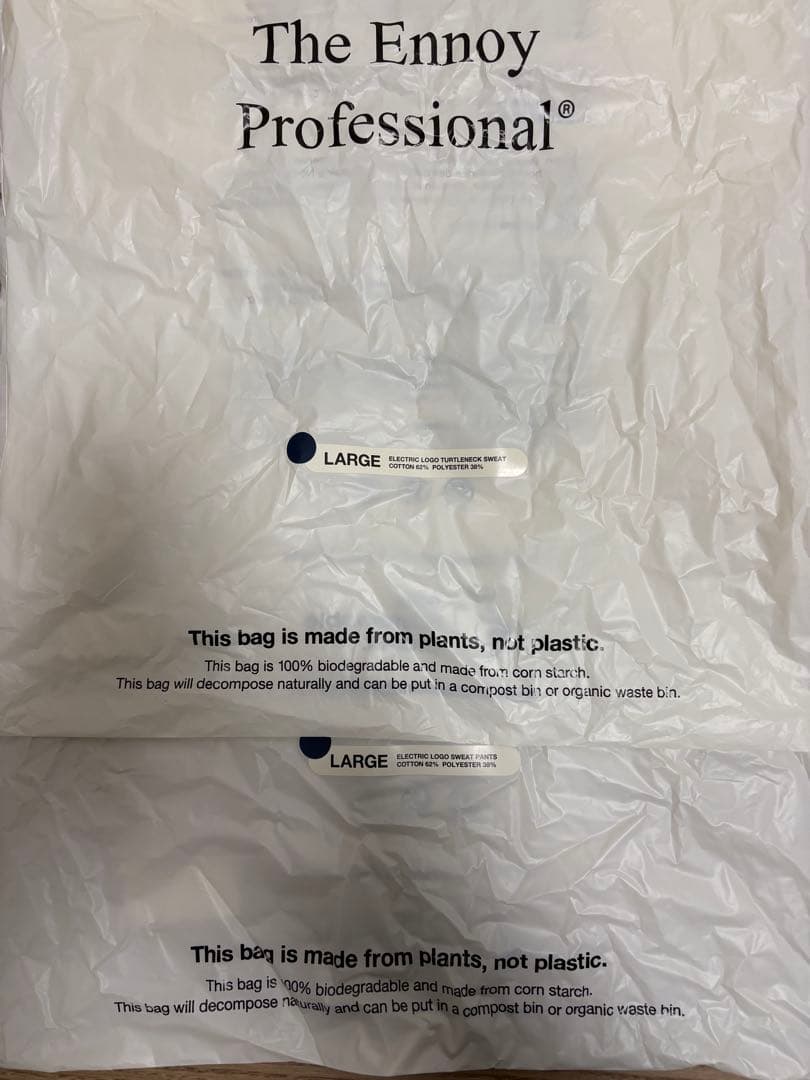 The Ennoy
Professional®
LARGE ELECTRIC LOGO TURTLENECK SWEAT
COTTON 62% POLYESTER 38%
This bag is made from plants, not plastic.
This bag is 100% biodegradable and made from corn starch.
This bag will decompose naturally and can be put in a compost bin or organic waste bin.
LARGE ELECTRIC LOGO SWEAT PANTS
COTTON 62% POLYESTER 38%
This bag is made from plants, not plastic.
This bag is 100% biodegradable and made from corn starch.
This bag will decompose naturally and can be put in a compost bin or organic waste bin.